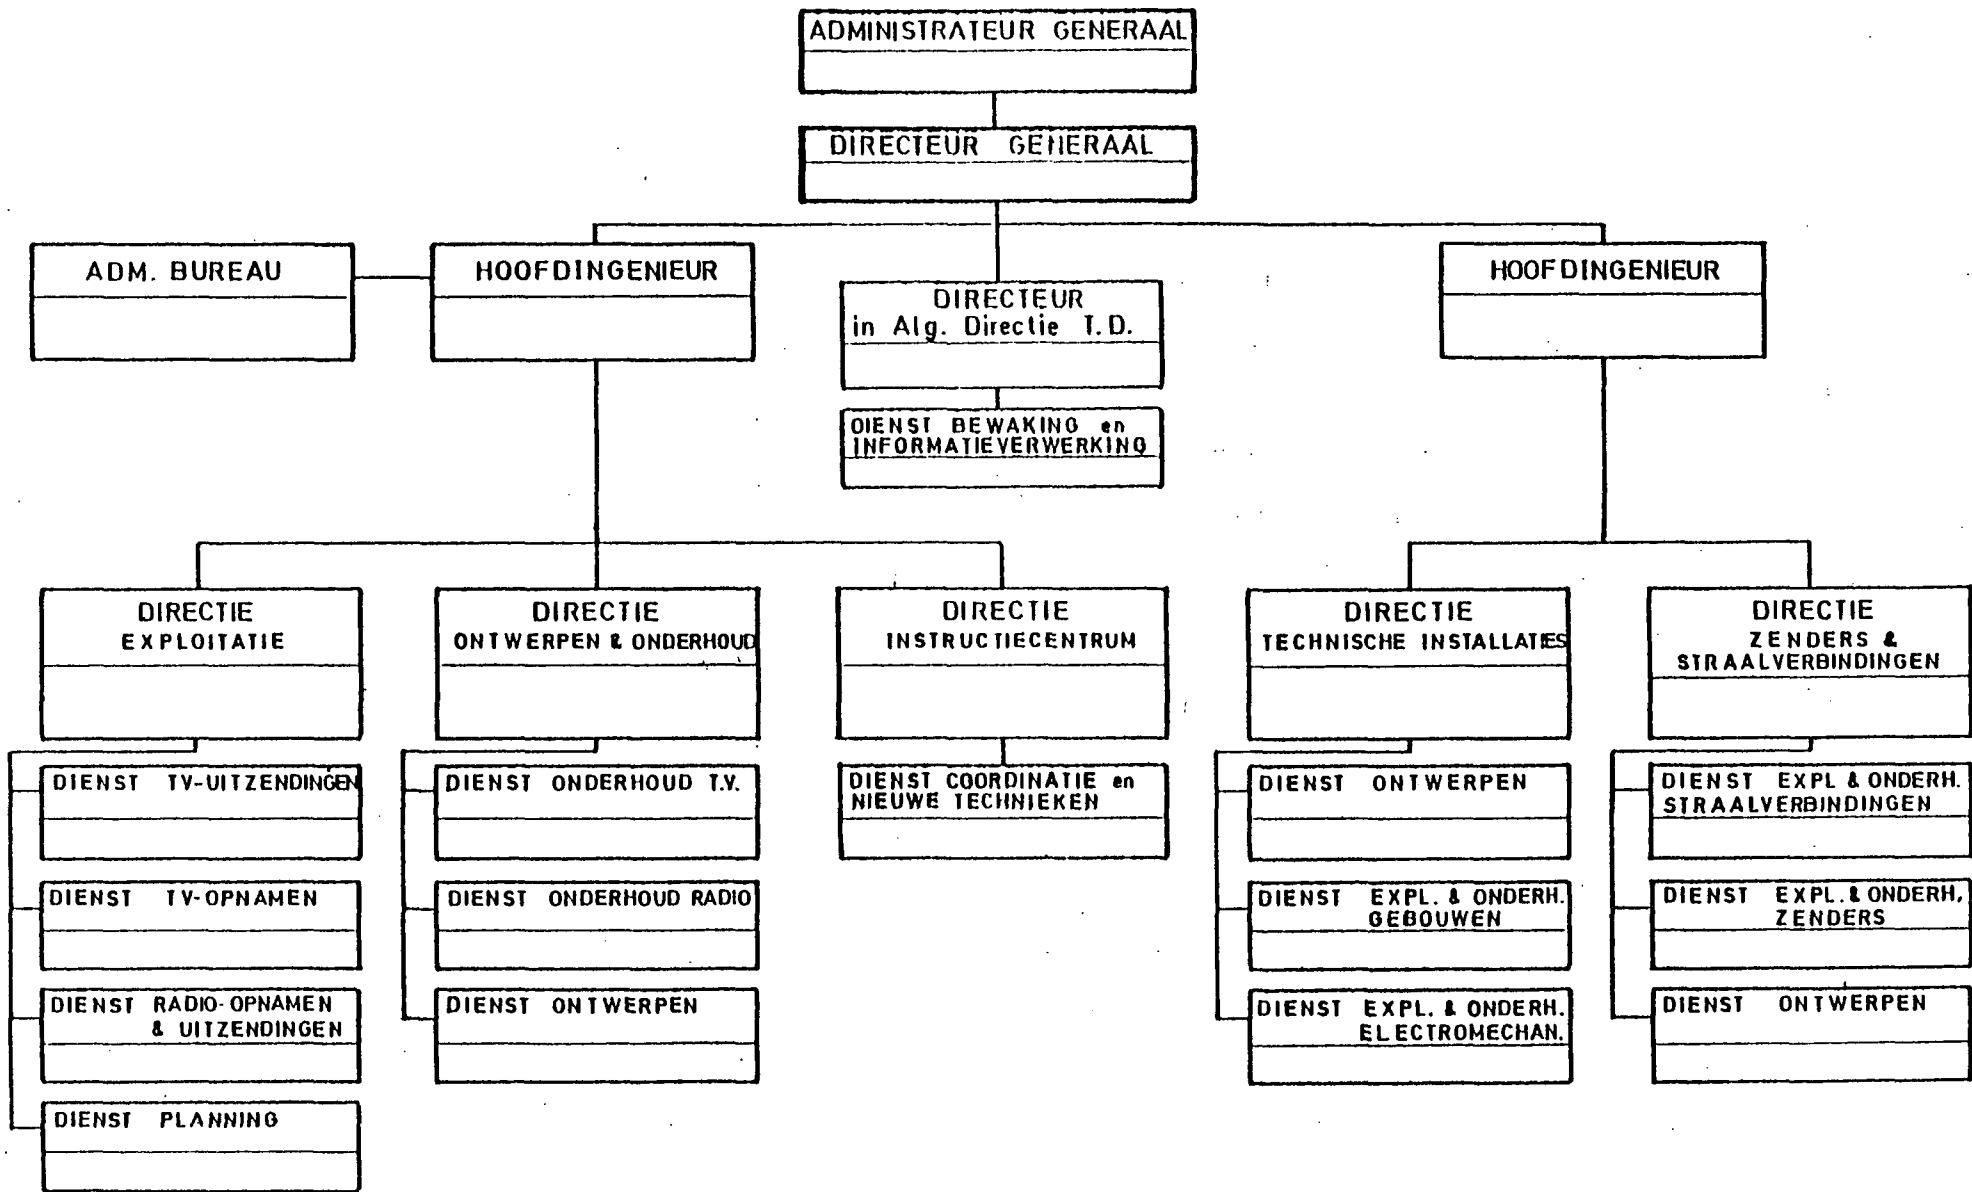 ADMINISTRATEUR GENERAAL
DIRECTEUR GENERAAL
ADM. BUREAU
HOOFDINGENIEUR
DIRECTEUR
in Alg. Directie T.D.
HOOFDINGENIEUR
DIENST BEWAKING en
INFORMATIEVERWERKING
DIRECTIE
EXPLOITATIE
DIRECTIE
ONTWERPEN & ONDERHOUD
DIRECTIE
INSTRUCTIECENTRUM
DIRECTIE
TECHNISCHE INSTALLATIES
DIRECTIE
ZENDERS &
STRAALVERBINDINGEN
DIENST TV-UITZENDINGEN
DIENST TV-OPNAMEN
DIENST RADIO-OPNAMEN
& UITZENDINGEN
DIENST PLANNING
DIENST ONDERHOUD T.V.
DIENST ONDERHOUD RADIO
DIENST ONTWERPEN
DIENST COORDINATIE en
NIEUWE TECHNIEKEN
DIENST ONTWERPEN
DIENST EXPL. & ONDERH.
GEBOUWEN
DIENST EXPL. & ONDERH.
ELECTROMECHAN.
DIENST EXPL & ONDERH.
STRAALVERBINDINGEN
DIENST EXPL. & ONDERH.
ZENDERS
DIENST ONTWERPEN